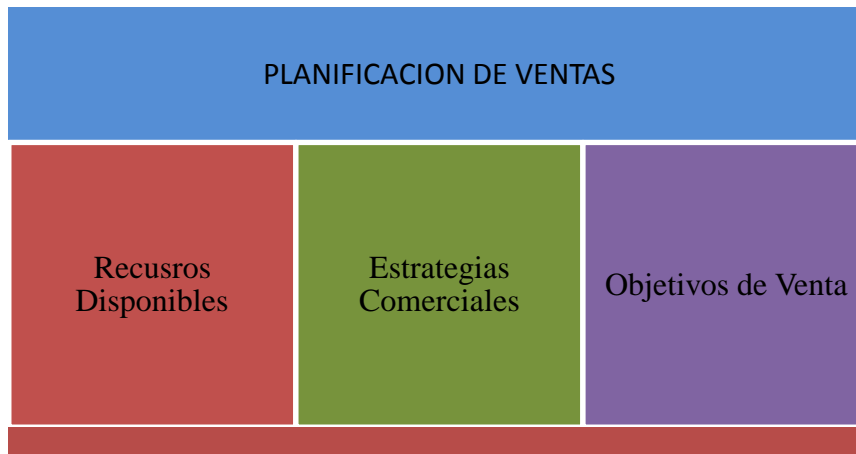 PLANIFICACION DE VENTAS
Recusros
Disponibles
Estrategias
Comerciales
Objetivos de Venta